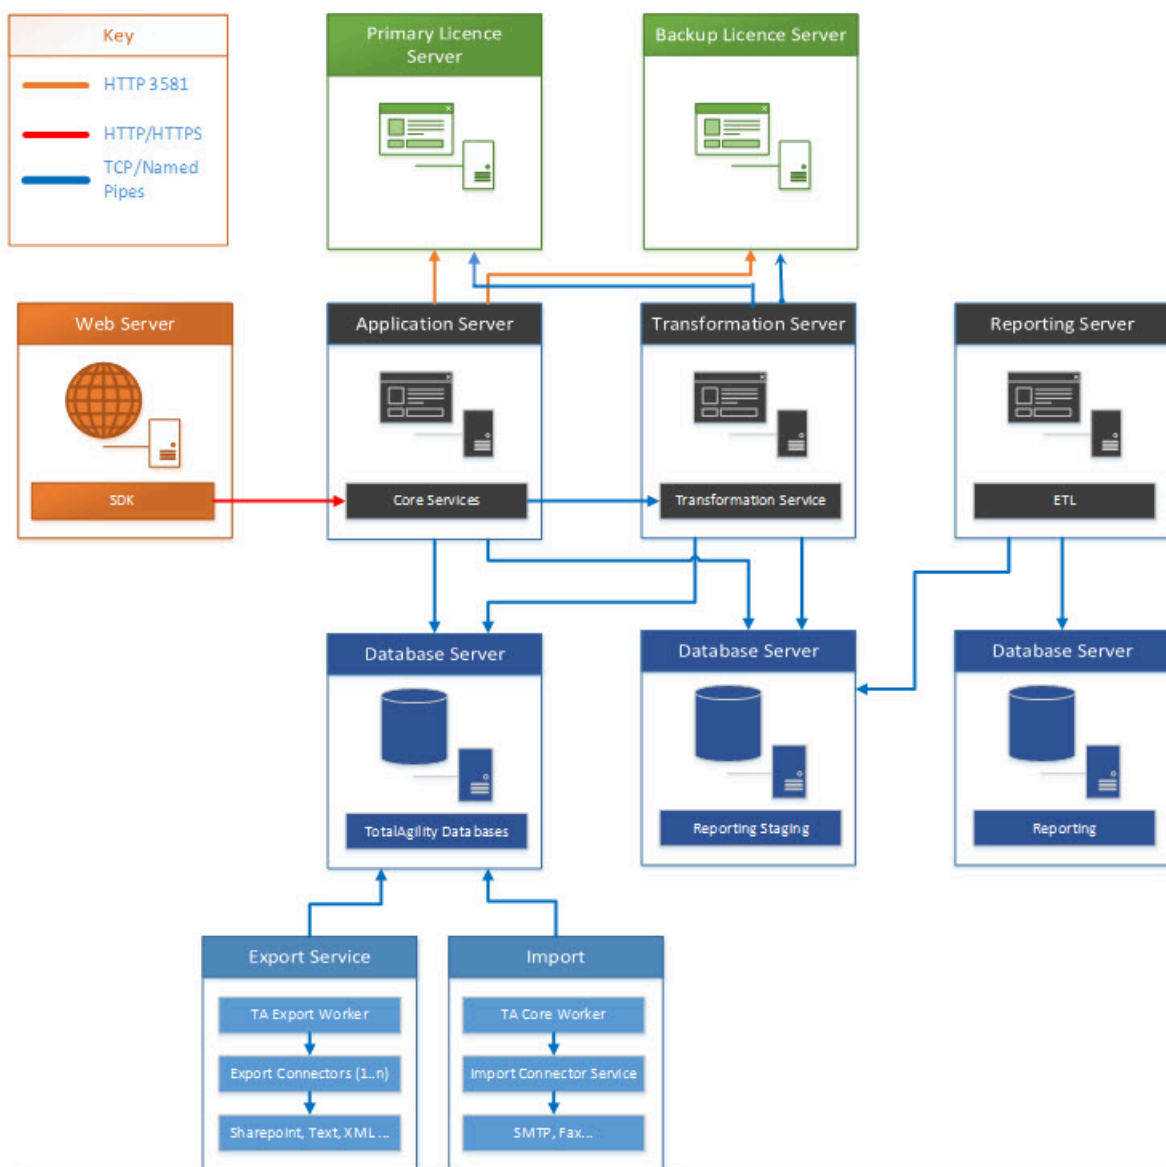 Key
HTTP 3581
HTTP/HTTPS
TCP/Named
Pipes
Primary Licence
Server
Backup Licence Server
Web Server
SDK
Application Server
Core Services
Transformation Server
Transformation Service
Reporting Server
ETL
Database Server
TotalAgility Databases
Database Server
Reporting Staging
Database Server
Reporting
Export Service
TA Export Worker
Export Connectors (1..n)
Sharepoint, Text, XML ...
Import
TA Core Worker
Import Connector Service
SMTP, Fax...